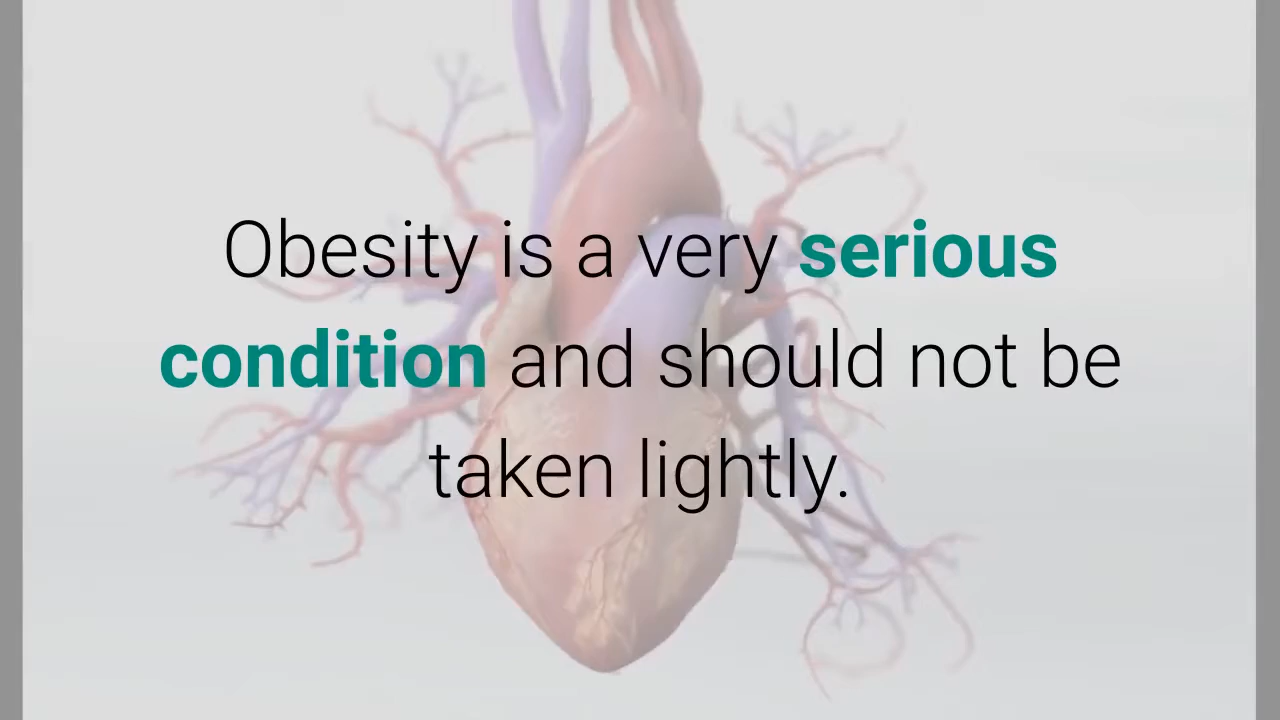 Obesity is a very serious
condition and should not be
taken lightly.